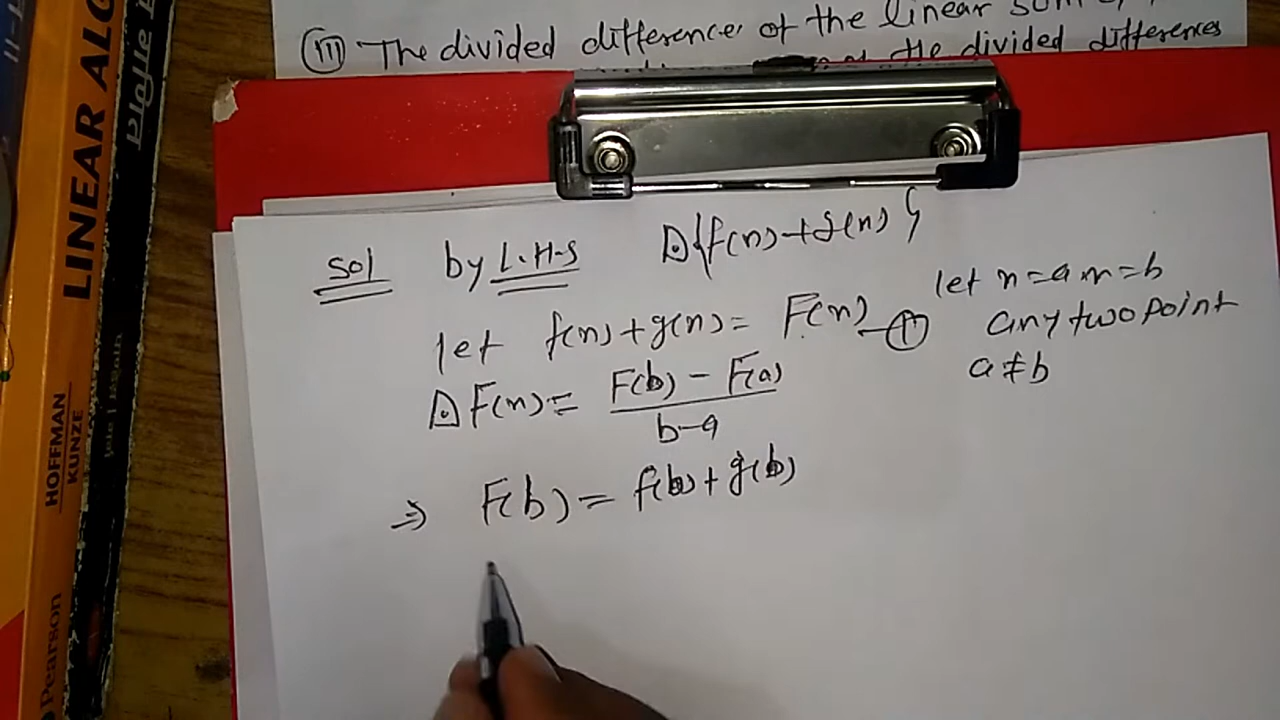 LINEAR ALG
HOFFMAN
KUNZE
Pearson
(III) The divided difference of the linear sum
the divided differences
Sol by L.H.S ⍋{f(n)+g(n)}
let f(n)+g(n)= F(n) —①
let n=a n=b
any two point
a≠b
⍋F(n)= F(b) - F(a) / b-a
⇒ F(b) = f(b)+g(b)